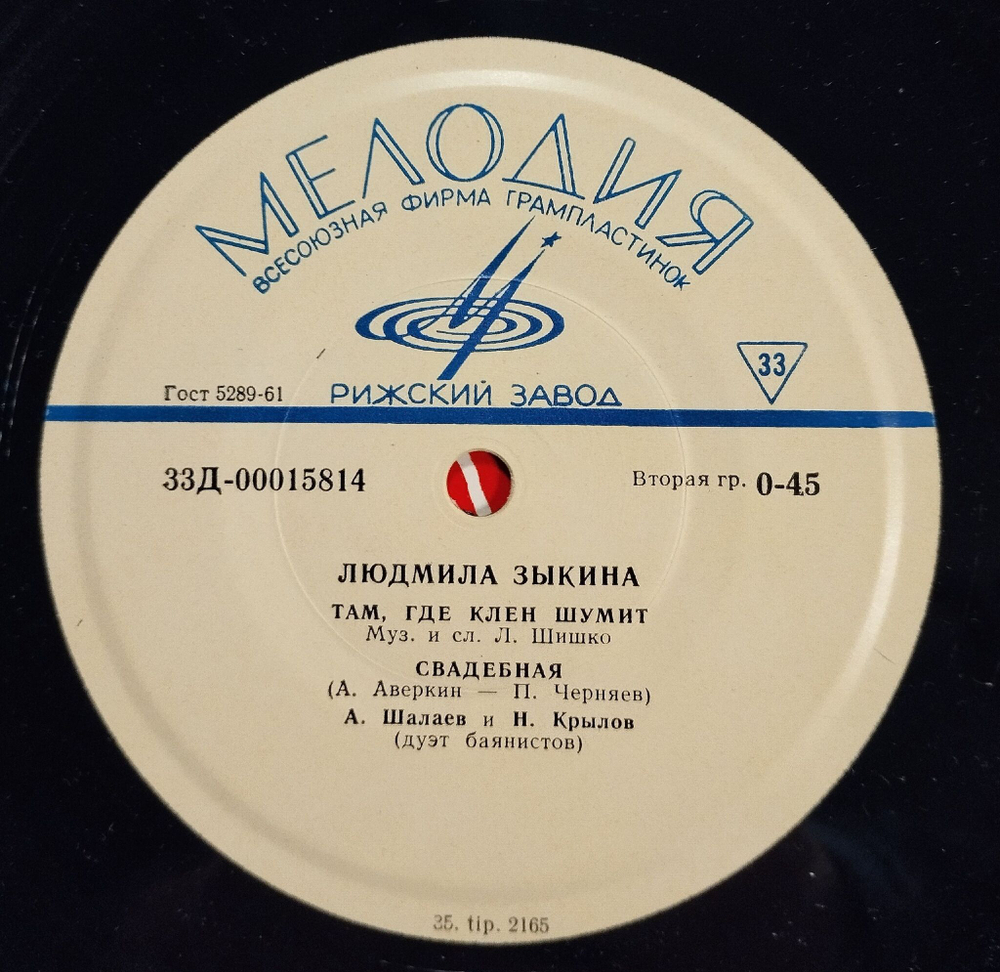 МЕЛОДИЯ
ВСЕСОЮЗНАЯ ФИРМА ГРАМПЛАСТИНОК
33
Гост 5289-61
РИЖСКИЙ ЗАВОД
33Д-00015814
Вторая гр. 0-45
ЛЮДМИЛА ЗЫКИНА
ТАМ, ГДЕ КЛЕН ШУМИТ
Муз. и сл. Л. Шишко
СВАДЕБНАЯ
(А. Аверкин — П. Черняев)
А. Шалаев и Н. Крылов
(дуэт баянистов)
35. tip. 2165